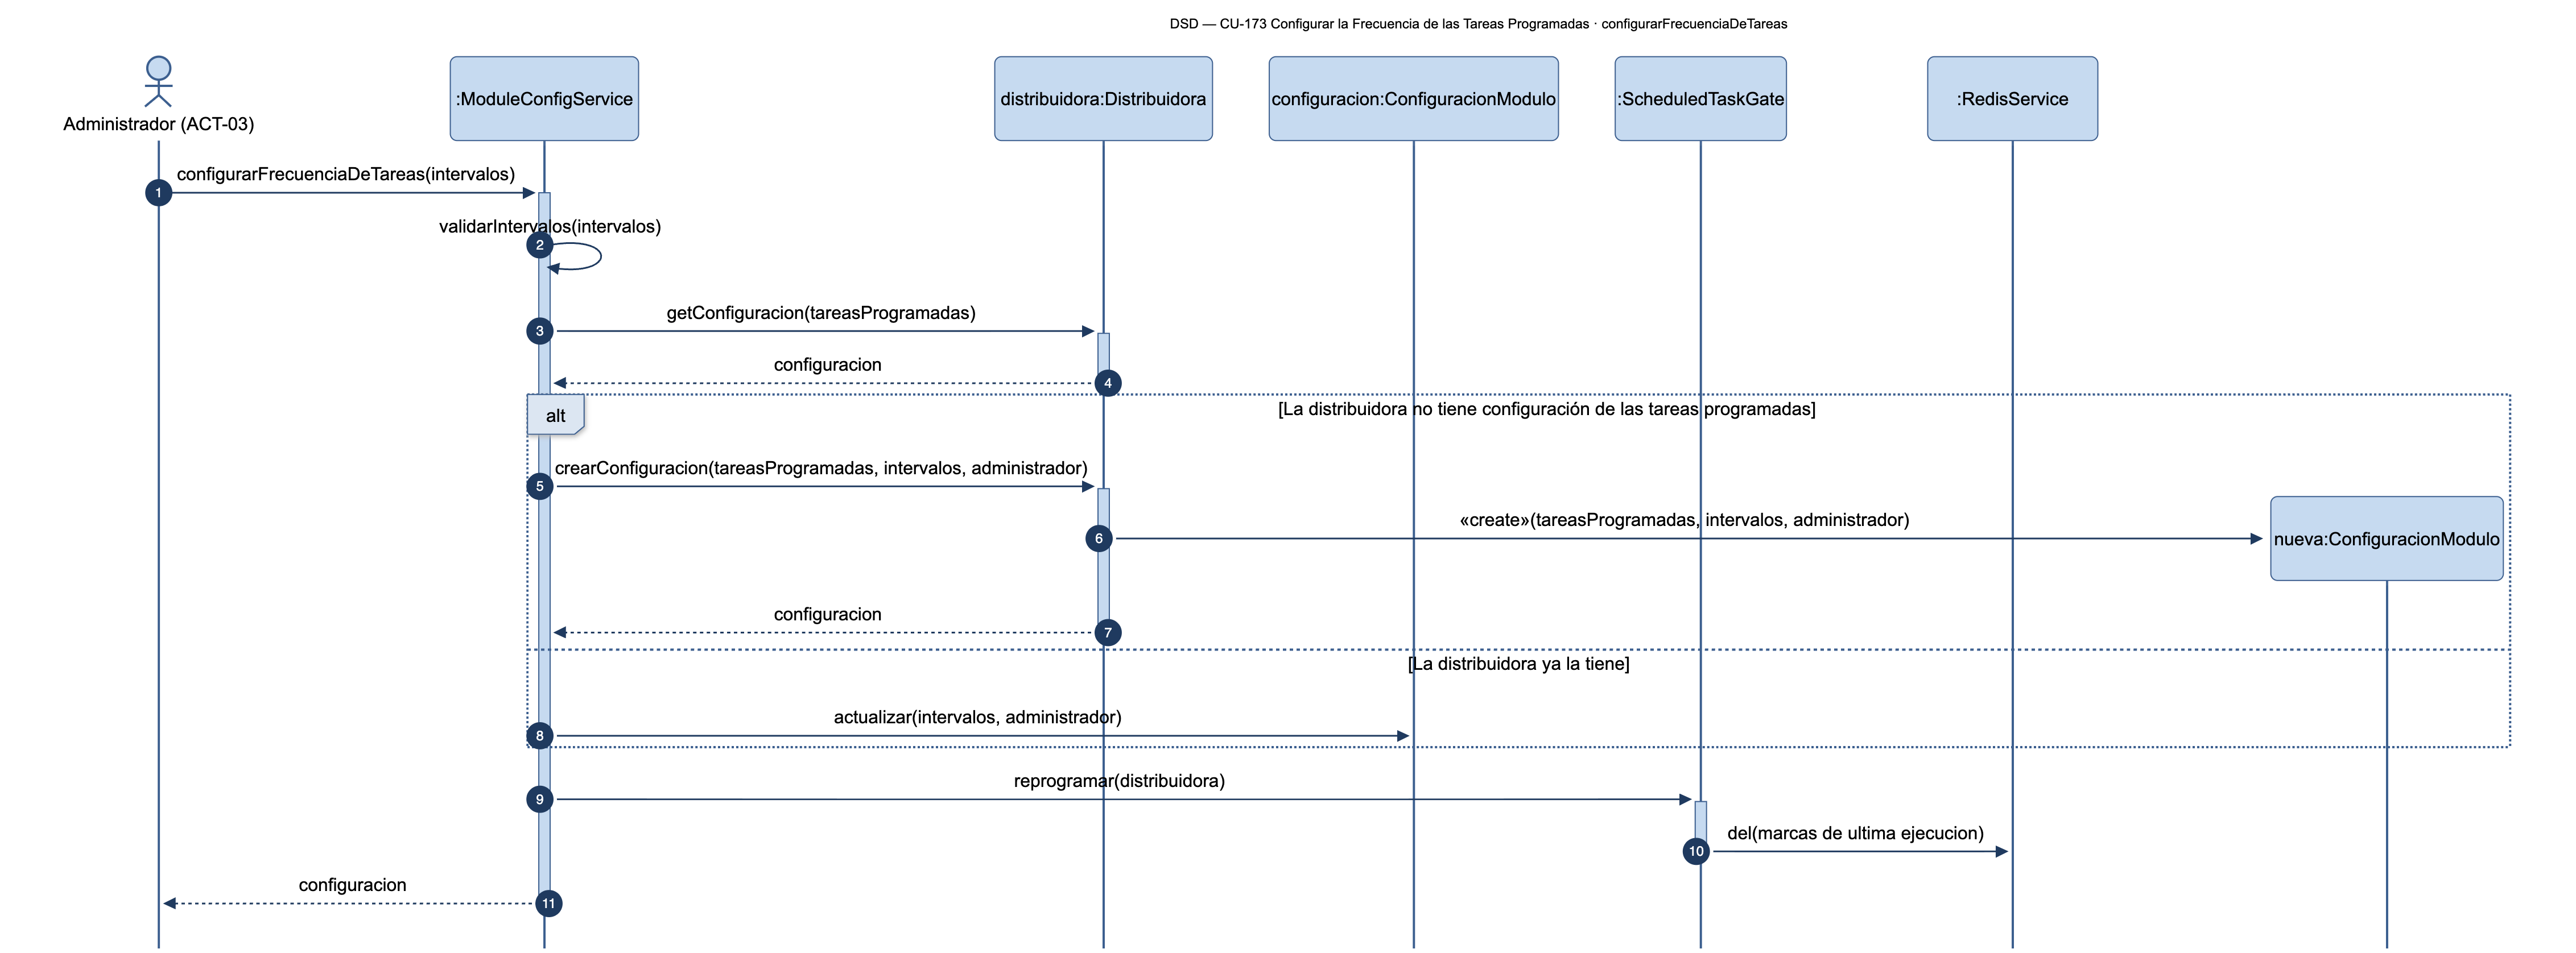 DSD — CU-173 Configurar la Frecuencia de las Tareas Programadas · configurarFrecuenciaDeTareas
Administrador (ACT-03)
:ModuleConfigService
distribuidora:Distribuidora
configuracion:ConfiguracionModulo
:ScheduledTaskGate
:RedisService
1
configurarFrecuenciaDeTareas(intervalos)
validarIntervalos(intervalos)
2
getConfiguracion(tareasProgramadas)
3
configuracion
4
alt
[La distribuidora no tiene configuración de las tareas programadas]
crearConfiguracion(tareasProgramadas, intervalos, administrador)
5
«create»(tareasProgramadas, intervalos, administrador)
6
nueva:ConfiguracionModulo
configuracion
7
[La distribuidora ya la tiene]
actualizar(intervalos, administrador)
8
reprogramar(distribuidora)
9
del(marcas de ultima ejecucion)
10
configuracion
11